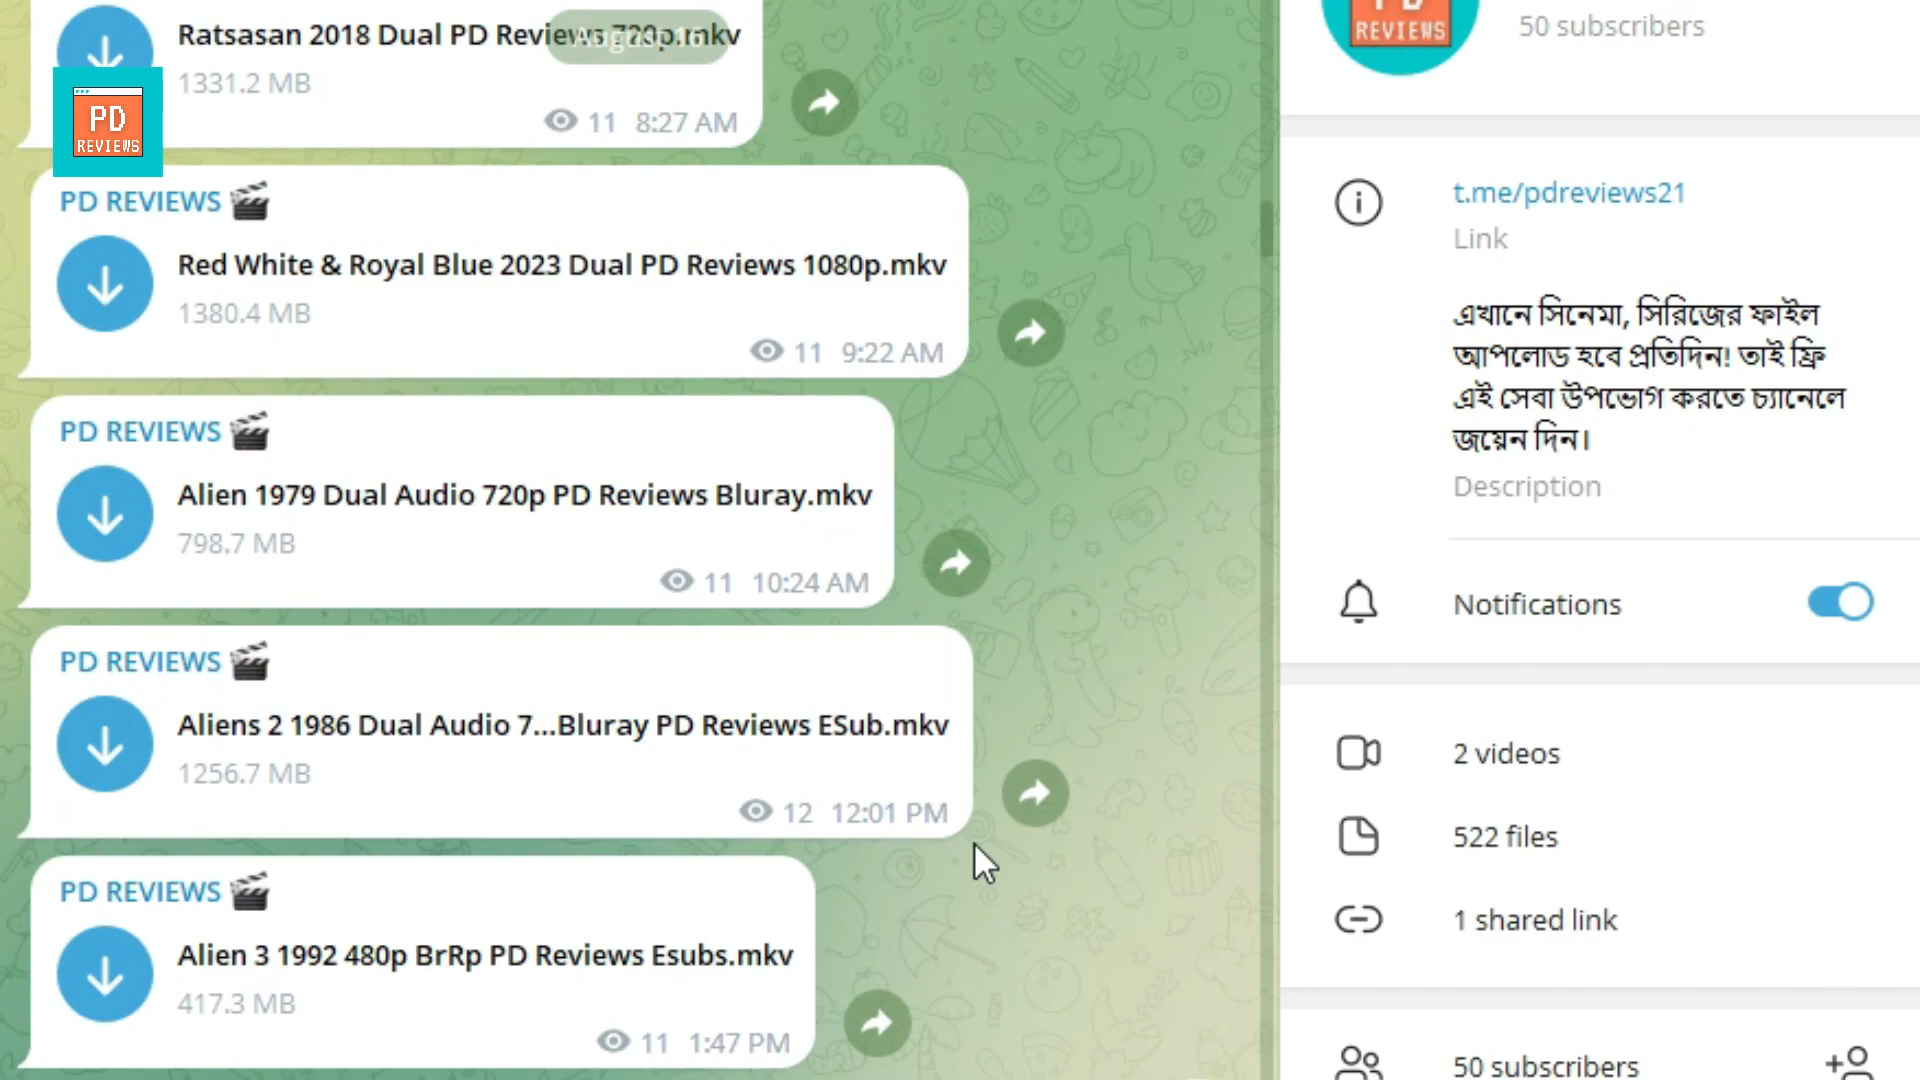 Ratsasan 2018 Dual PD Reviews 720p.mkv
1331.2 MB
11 8:27 AM
PD
REVIEWS
PD REVIEWS
Red White & Royal Blue 2023 Dual PD Reviews 1080p.mkv
1380.4 MB
11 9:22 AM
PD REVIEWS
Alien 1979 Dual Audio 720p PD Reviews Bluray.mkv
798.7 MB
11 10:24 AM
PD REVIEWS
Aliens 2 1986 Dual Audio 7...Bluray PD Reviews ESub.mkv
1256.7 MB
12 12:01 PM
PD REVIEWS
Alien 3 1992 480p BrRp PD Reviews Esubs.mkv
417.3 MB
11 1:47 PM
PD
REVIEWS
50 subscribers
t.me/pdreviews21
Link
এখানে সিনেমা, সিরিজের ফাইল
আপলোড হবে প্রতিদিন! তাই ফ্রি
এই সেবা উপভোগ করতে চ্যানেলে
জয়েন দিন।
Description
Notifications
2 videos
522 files
1 shared link
50 subscribers